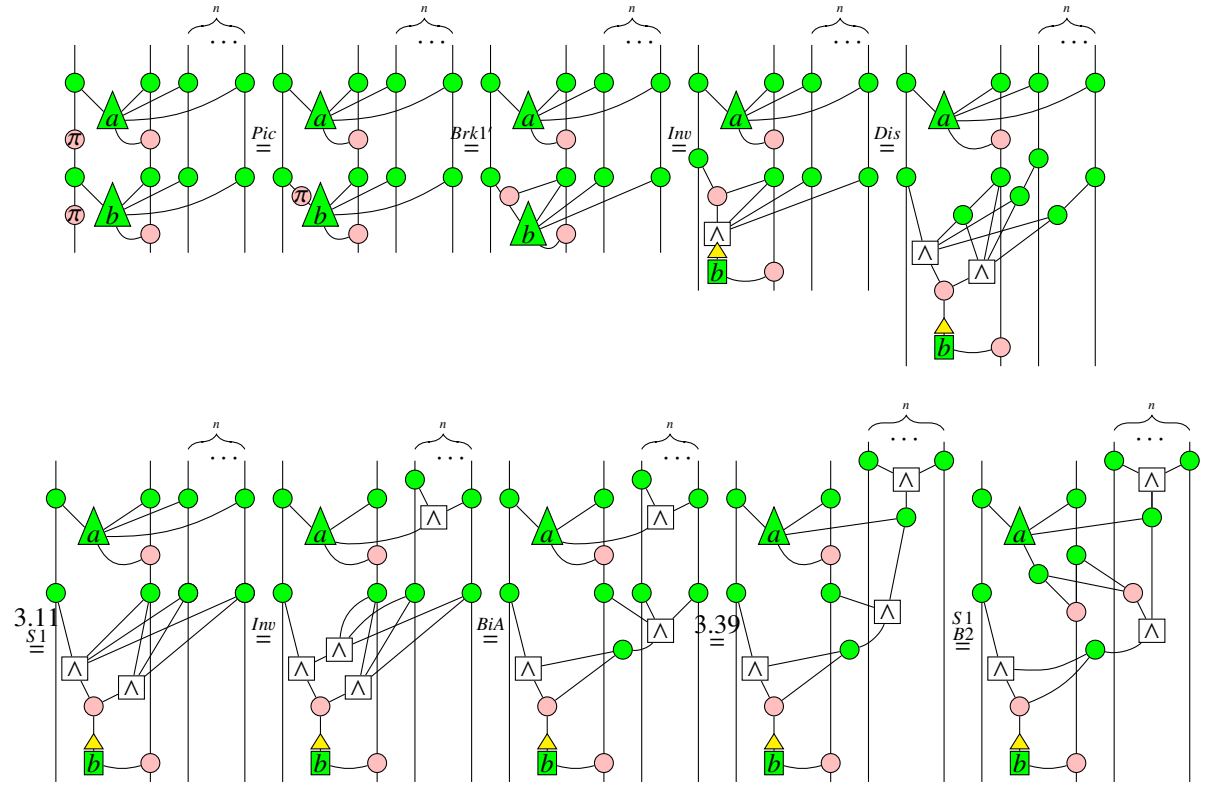 n n n n n
... ... ... ... ...
a a a a a
π Pic = Brk1' = Inv = Dis =
π
b b b
π
∧ ∧ ∧
b b
n n
n n n
... ...
... ... ...
∧ ∧
∧ ∧
a a a a a
3.11 ∧
S1 = Inv = BiA = 3.39 = S1
B2 =
∧ ∧ ∧
∧ ∧ ∧ ∧ ∧
∧ ∧
b b b b b